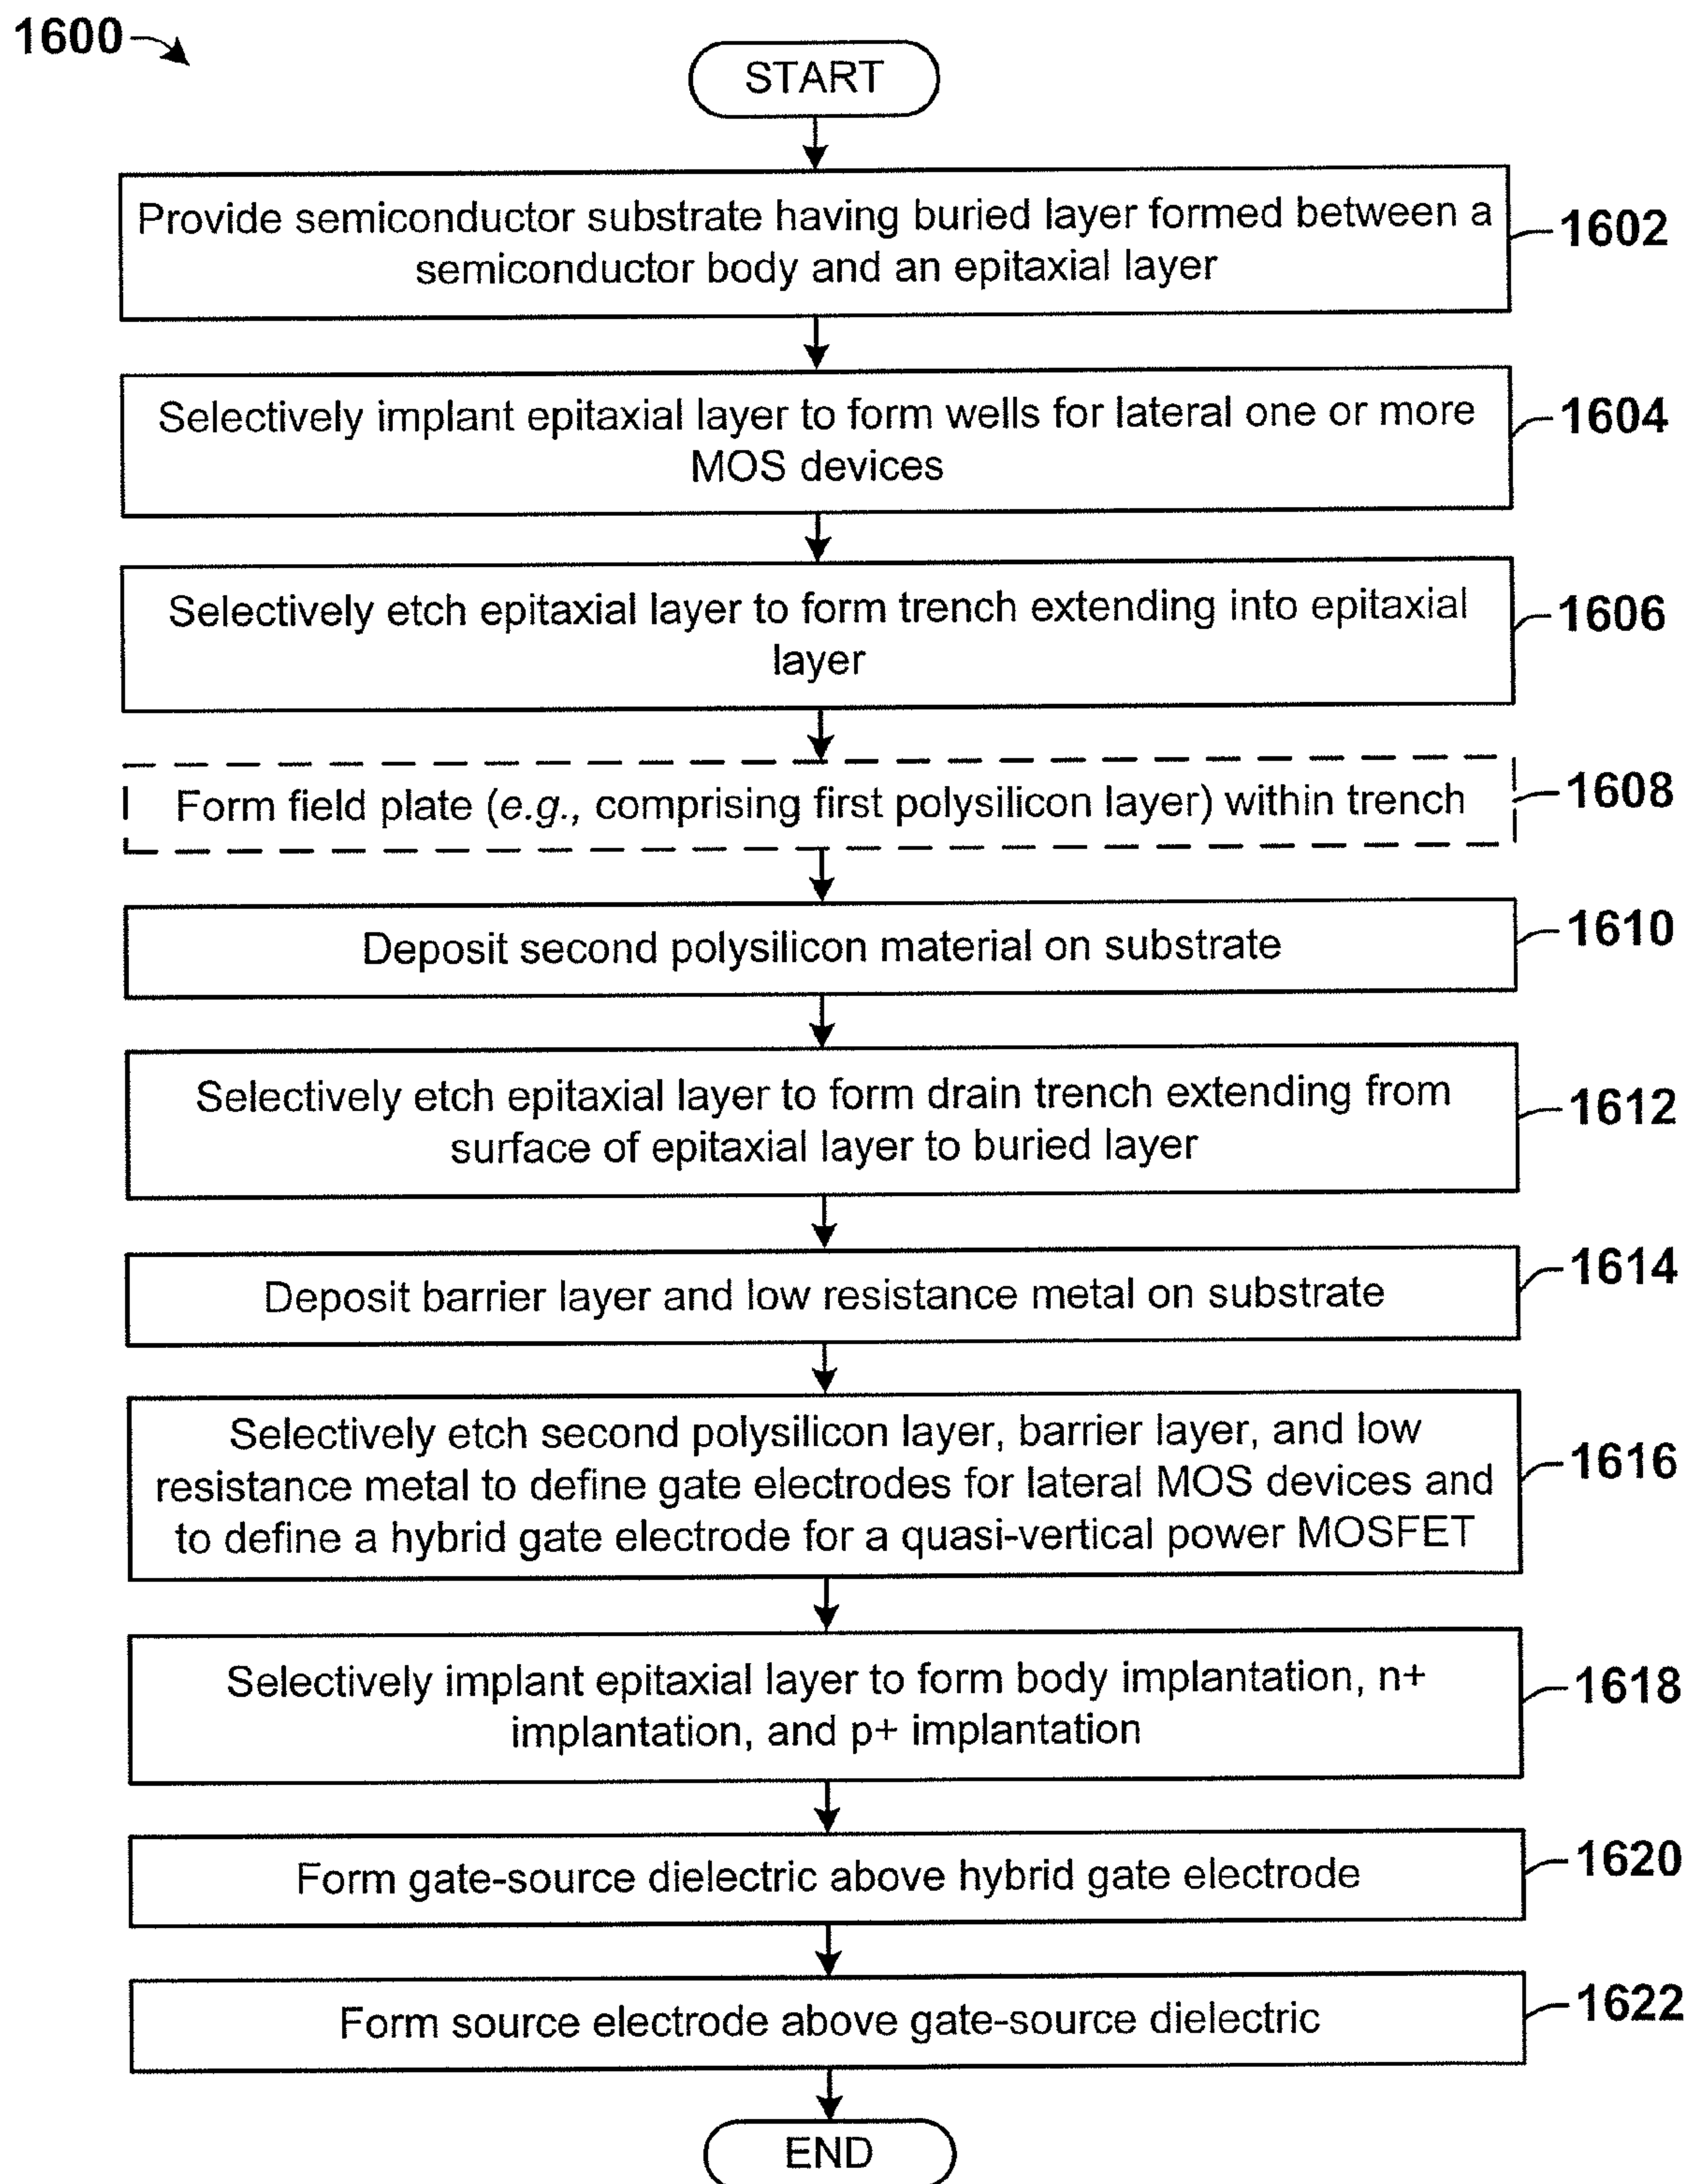 1600
START
Provide semiconductor substrate having buried layer formed between a
semiconductor body and an epitaxial layer
1602
Selectively implant epitaxial layer to form wells for lateral one or more
MOS devices
1604
Selectively etch epitaxial layer to form trench extending into epitaxial
layer
1606
Form field plate (e.g., comprising first polysilicon layer) within trench
1608
Deposit second polysilicon material on substrate
1610
Selectively etch epitaxial layer to form drain trench extending from
surface of epitaxial layer to buried layer
1612
Deposit barrier layer and low resistance metal on substrate
1614
Selectively etch second polysilicon layer, barrier layer, and low
resistance metal to define gate electrodes for lateral MOS devices and
to define a hybrid gate electrode for a quasi-vertical power MOSFET
1616
Selectively implant epitaxial layer to form body implantation, n+
implantation, and p+ implantation
1618
Form gate-source dielectric above hybrid gate electrode
1620
Form source electrode above gate-source dielectric
1622
END